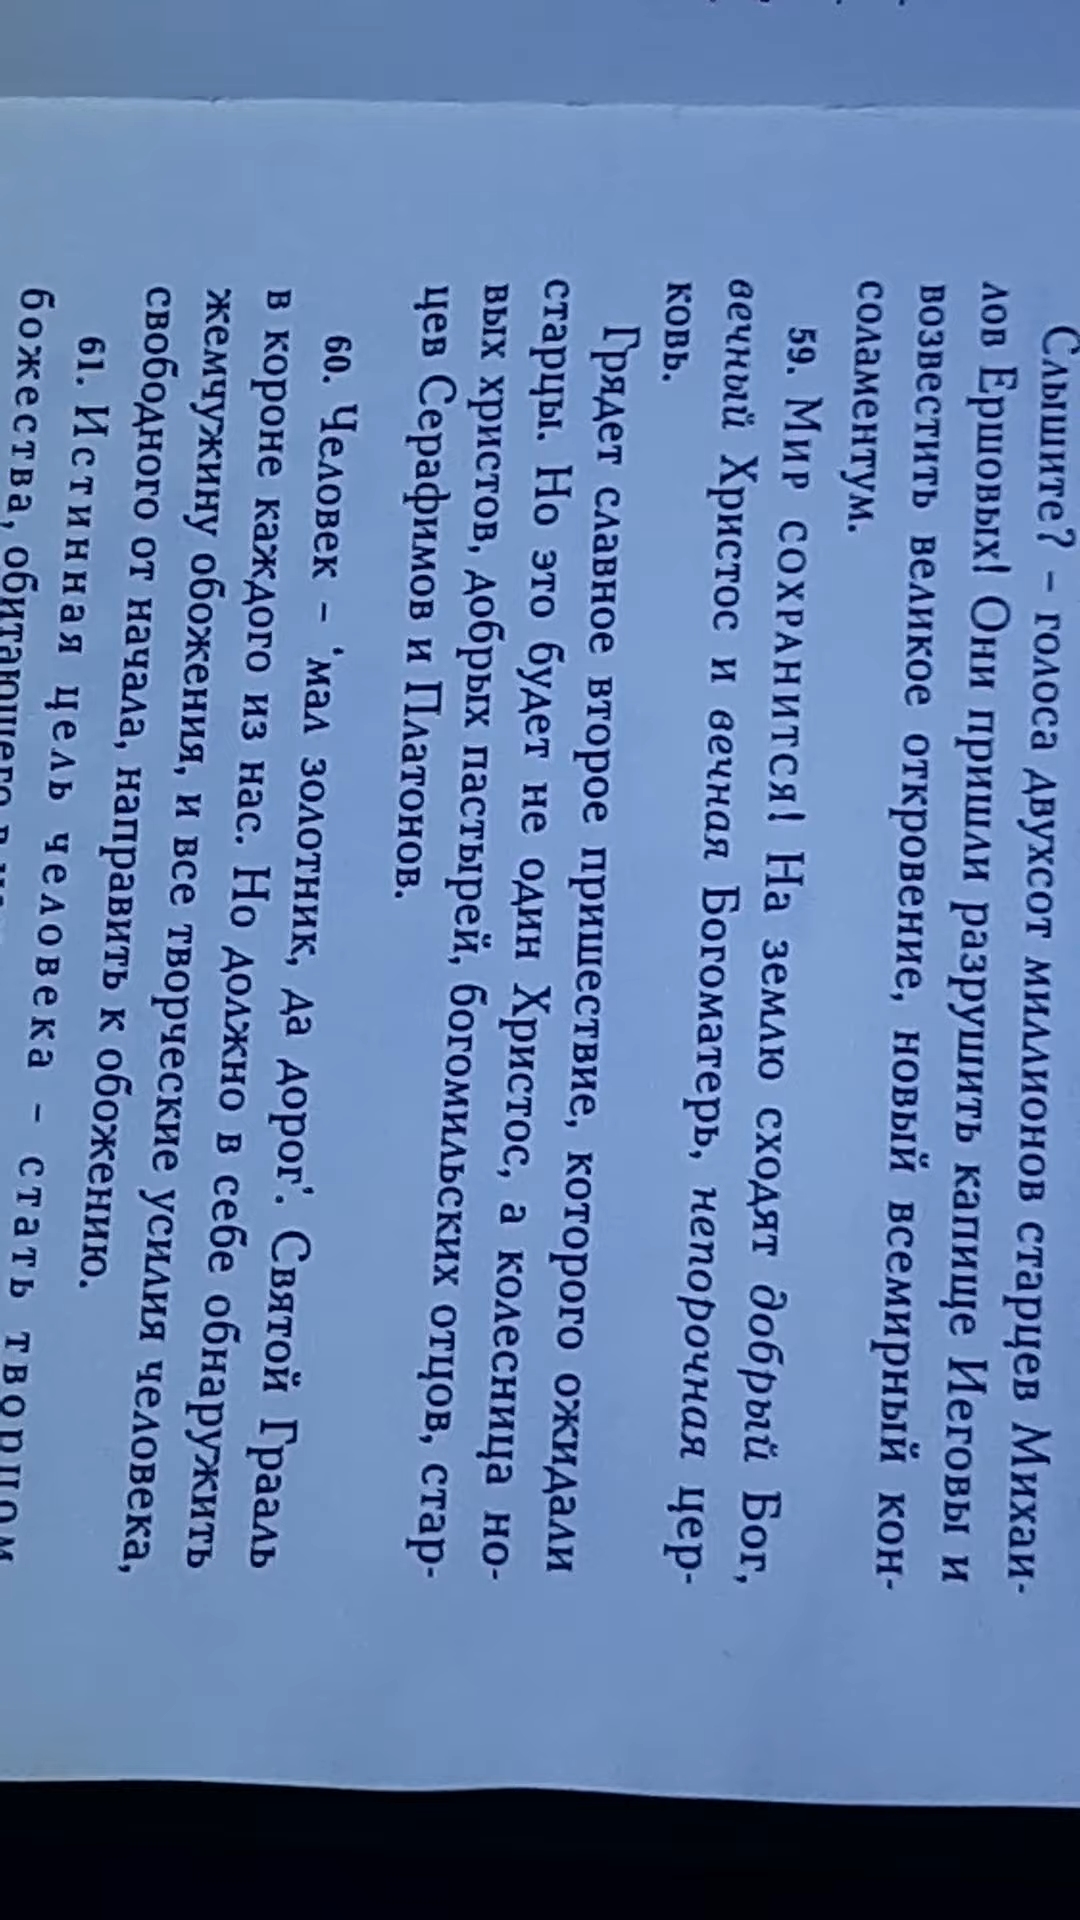 Слышите? – голоса двухсот миллионов старцев Михаи-
лов Ершовых! Они пришли разрушить капище Иеговы и
возвестить великое откровение, новый всемирный кон-
соламентум.
59. Мир сохранится! На землю сходят добрый Бог,
вечный Христос и вечная Богоматерь, непорочная цер-
ковь.
Грядет славное второе пришествие, которого ожидали
старцы. Но это будет не один Христос, а колесница но-
вых христов, добрых пастырей, богомильских отцов, стар-
цев Серафимов и Платонов.
60. Человек – 'мал золотник, да дорог'. Святой Грааль
в короне каждого из нас. Но должно в себе обнаружить
жемчужину обожения, и все творческие усилия человека,
свободного от начала, направить к обожению.
61. Истинная цель человека – стать творцом
божества, обитающего в